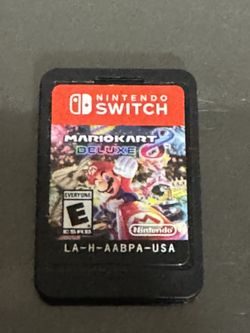 NINTENDO
SWITCH
MARIOKART 8
DELUXE
EVERYONE
E
ESRB
Nintendo
LA-H-AABPA-USA